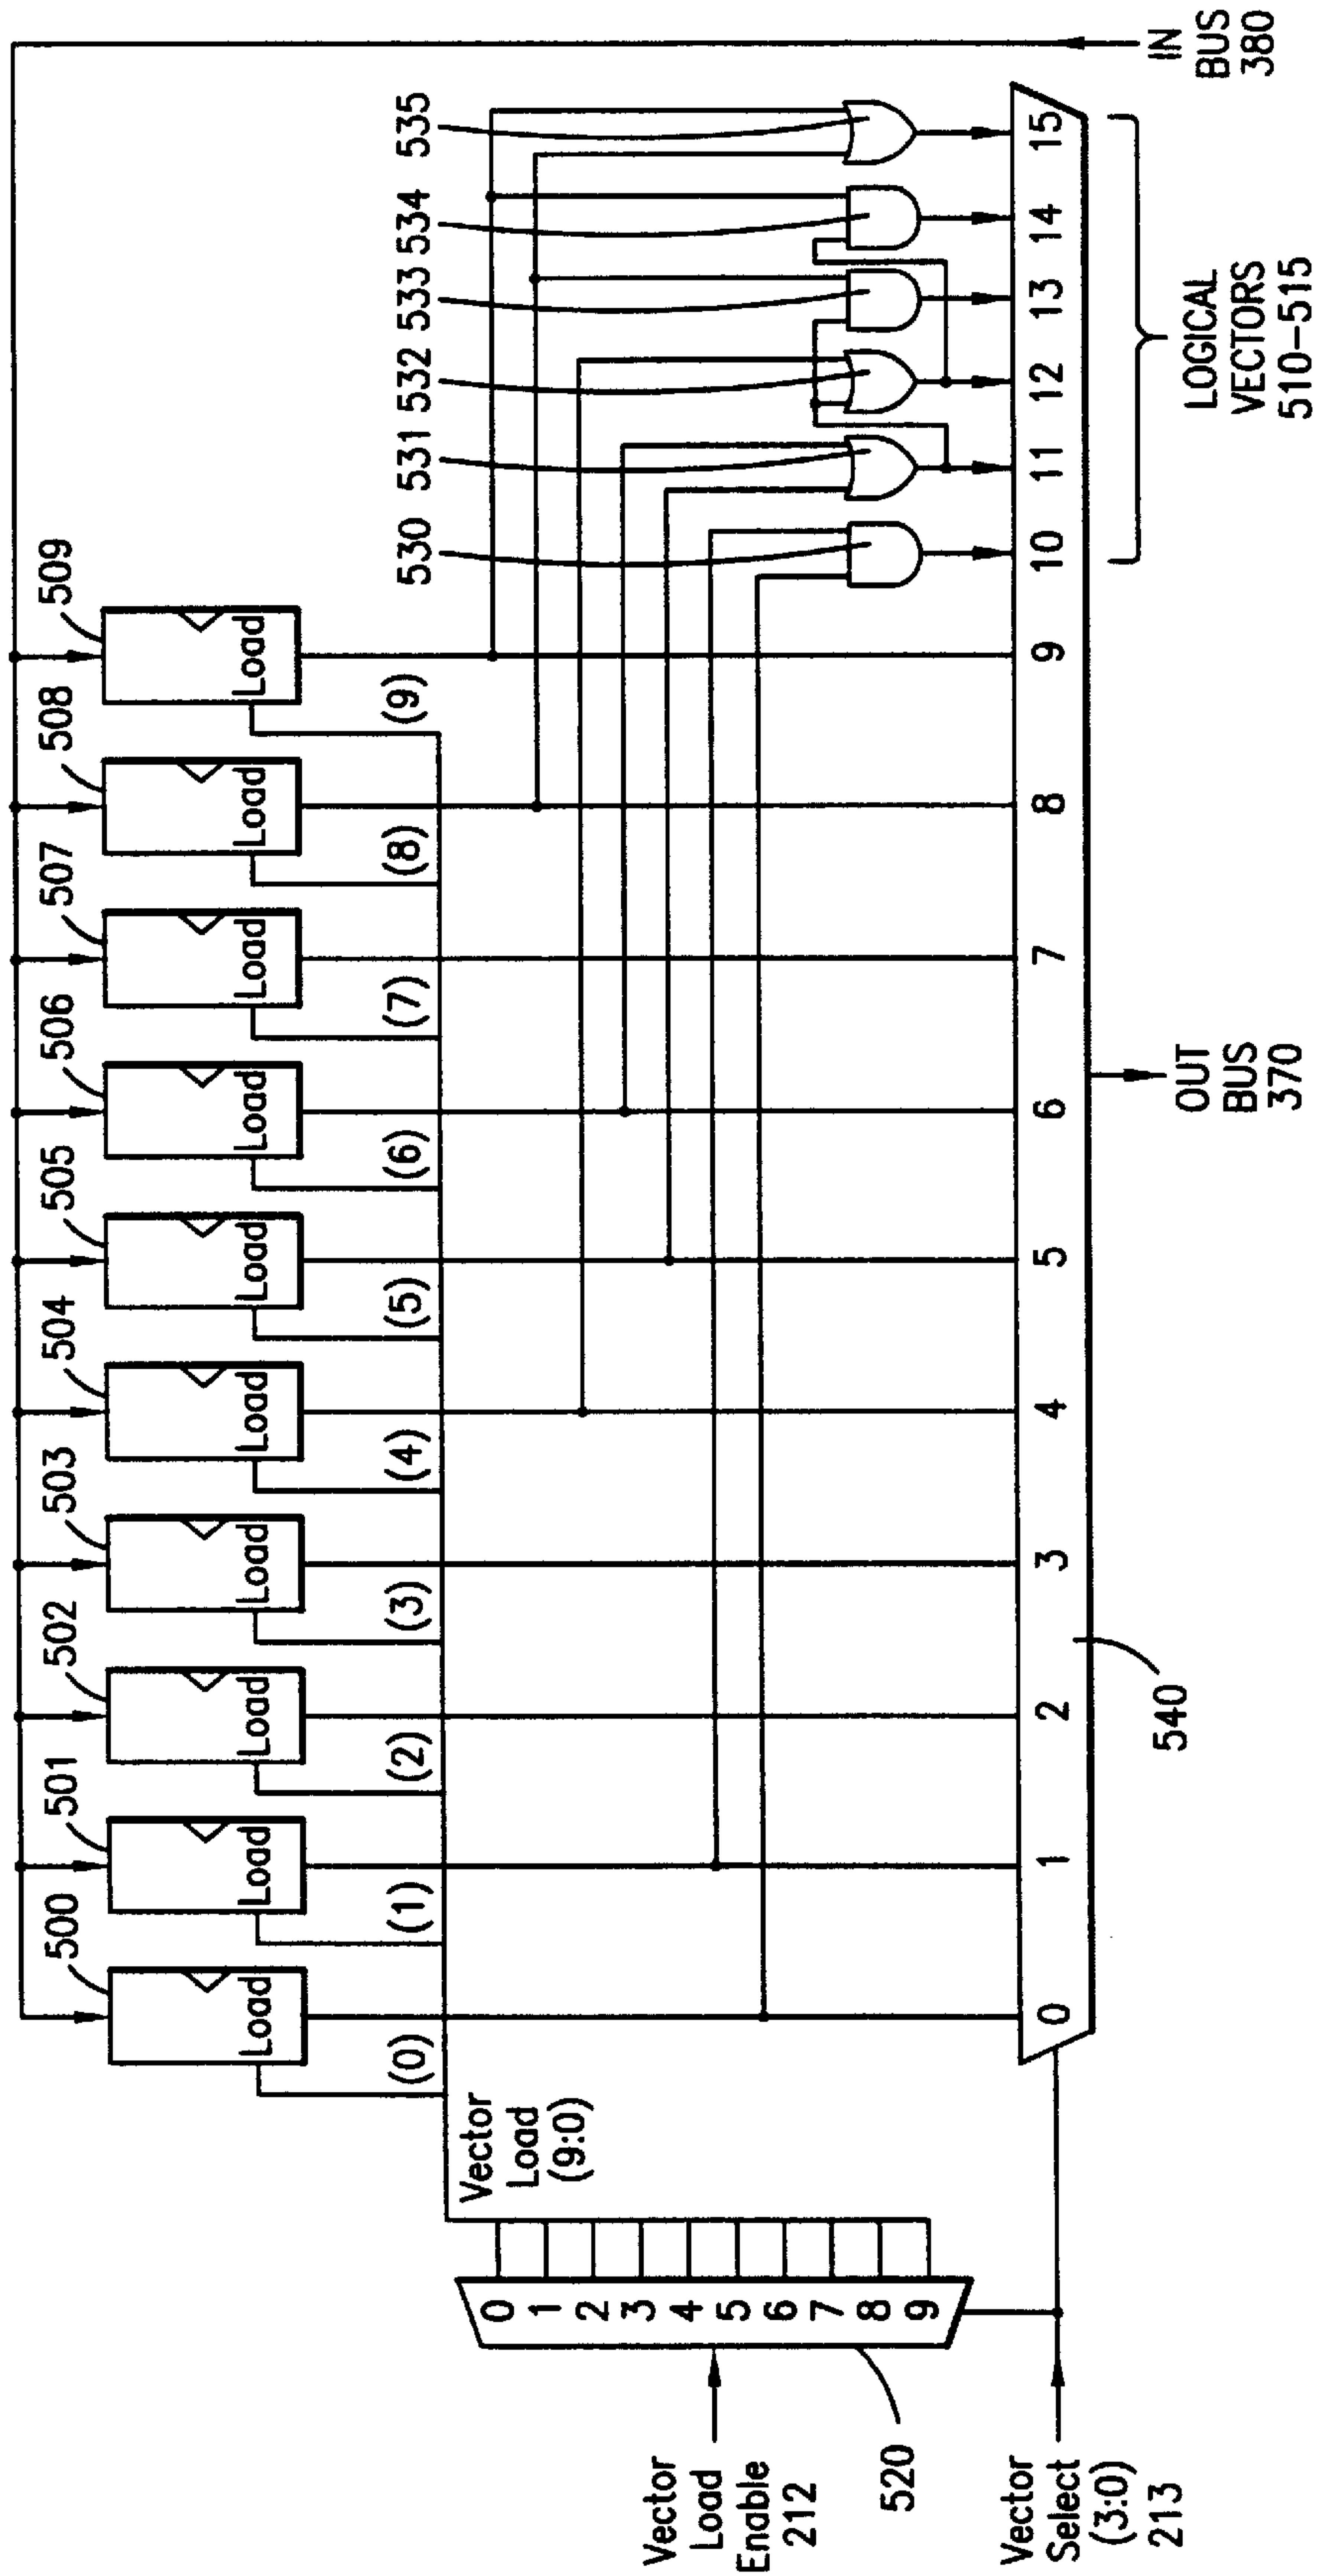 500
501
502
503
504
505
506
507
508
509
Load
Load
Load
Load
Load
Load
Load
Load
Load
Load
(0)
(1)
(2)
(3)
(4)
(5)
(6)
(7)
(8)
(9)
Vector
Load
(9:0)
530
531
532
533
534
535
0
1
2
3
4
5
6
7
8
9
Vector
Load
Enable
212
520
Vector
Select
(3:0)
213
0
1
2
3
4
5
6
7
8
9
10
11
12
13
14
15
540
OUT
BUS
370
LOGICAL
VECTORS
510-515
IN
BUS
380